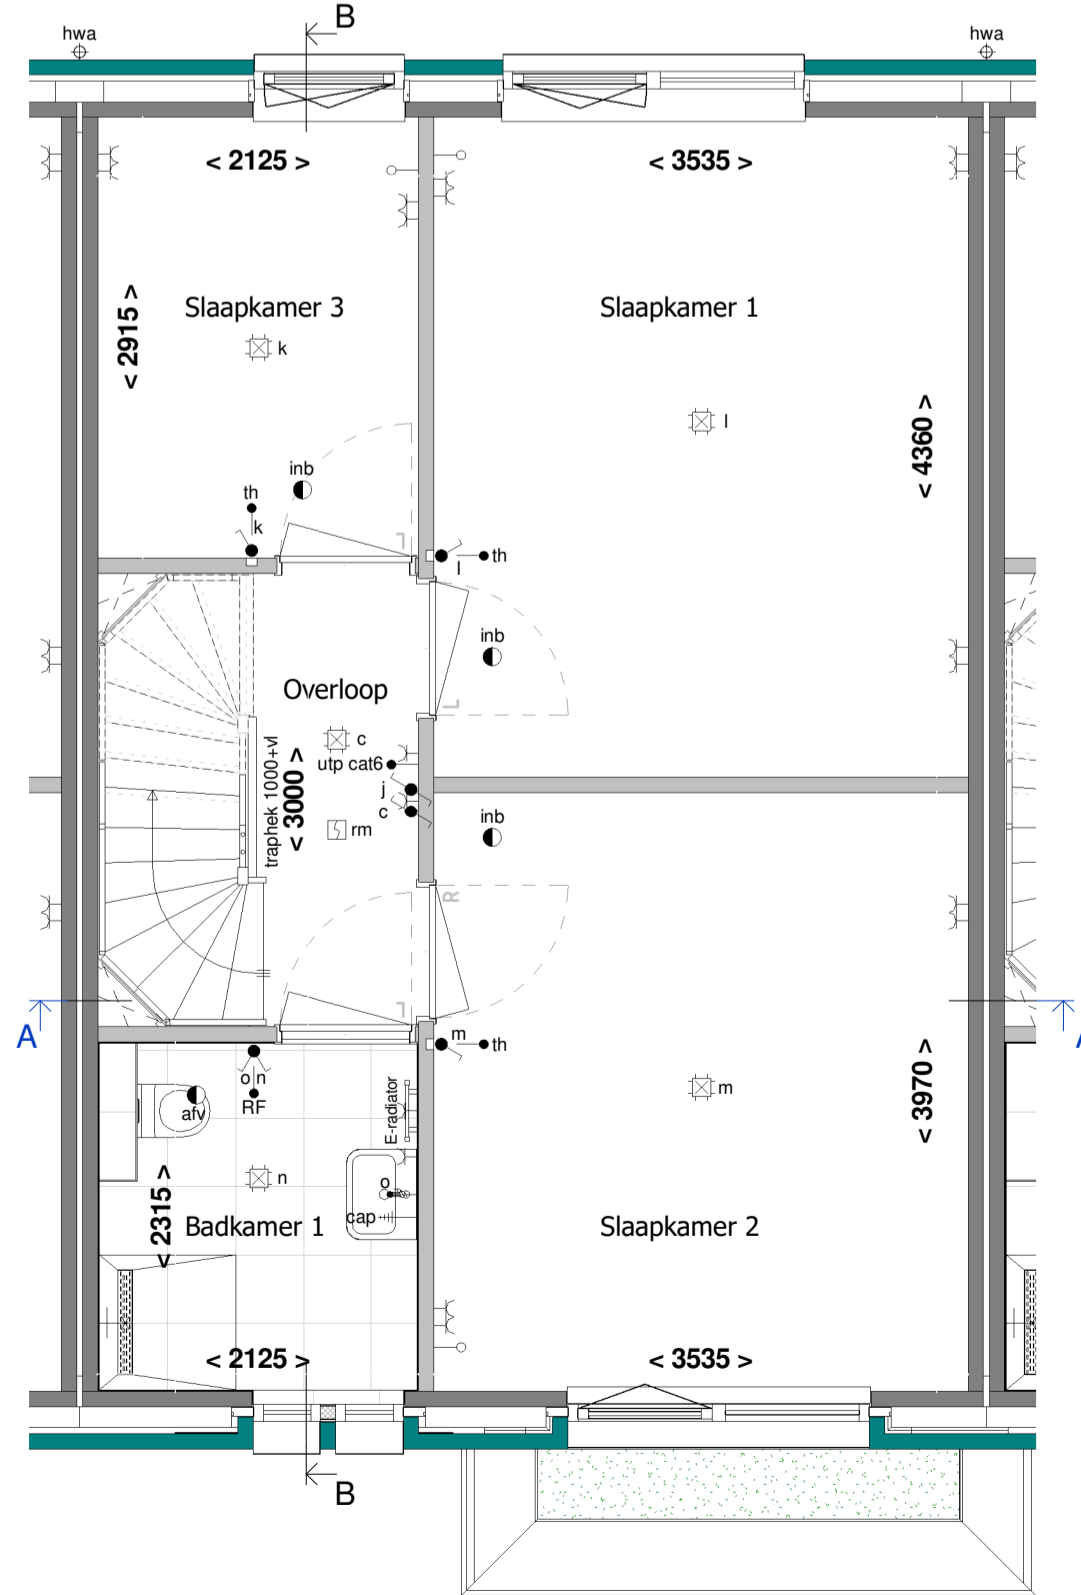 B
hwa
hwa
< 2125 >
< 3535 >
< 2915 >
Slaapkamer 3
Slaapkamer 1
k
l
< 4360 >
inb
th
k
l
th
inb
L
L
Overloop
c
utp cat6
j
c
traphek 1000+vl
< 3000 >
rm
inb
R
L
A
A
m
th
o n
RF
afv
E-radiator
m
< 3970 >
n
o
cap
< 2315 >
Badkamer 1
Slaapkamer 2
< 2125 >
< 3535 >
B